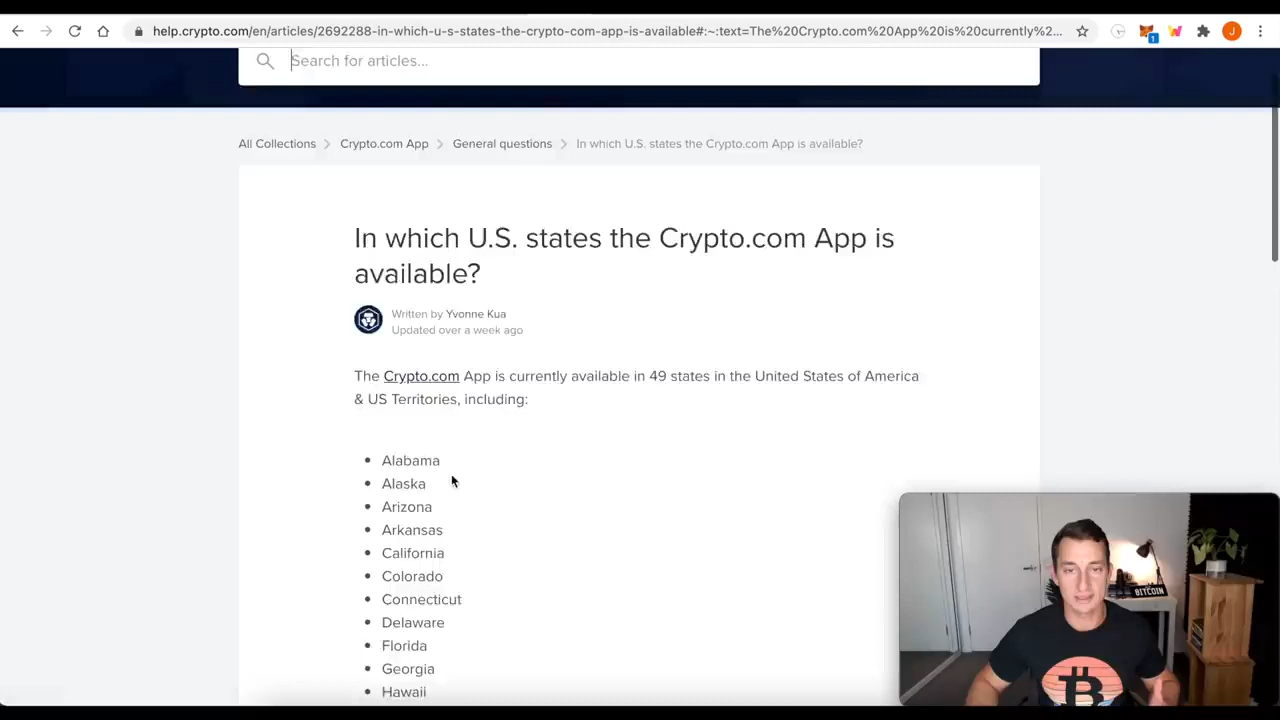 help.crypto.com/en/articles/2692288-in-which-u-s-states-the-crypto-com-app-is-available#:~:text=The%20Crypto.com%20App%20is%20currently%2...
1
J
Search for articles...
All Collections > Crypto.com App > General questions > In which U.S. states the Crypto.com App is available?
In which U.S. states the Crypto.com App is
available?
Written by Yvonne Kua
Updated over a week ago
The Crypto.com App is currently available in 49 states in the United States of America
& US Territories, including:
• Alabama
• Alaska
• Arizona
• Arkansas
• California
• Colorado
• Connecticut
• Delaware
• Florida
• Georgia
• Hawaii
BITCOIN